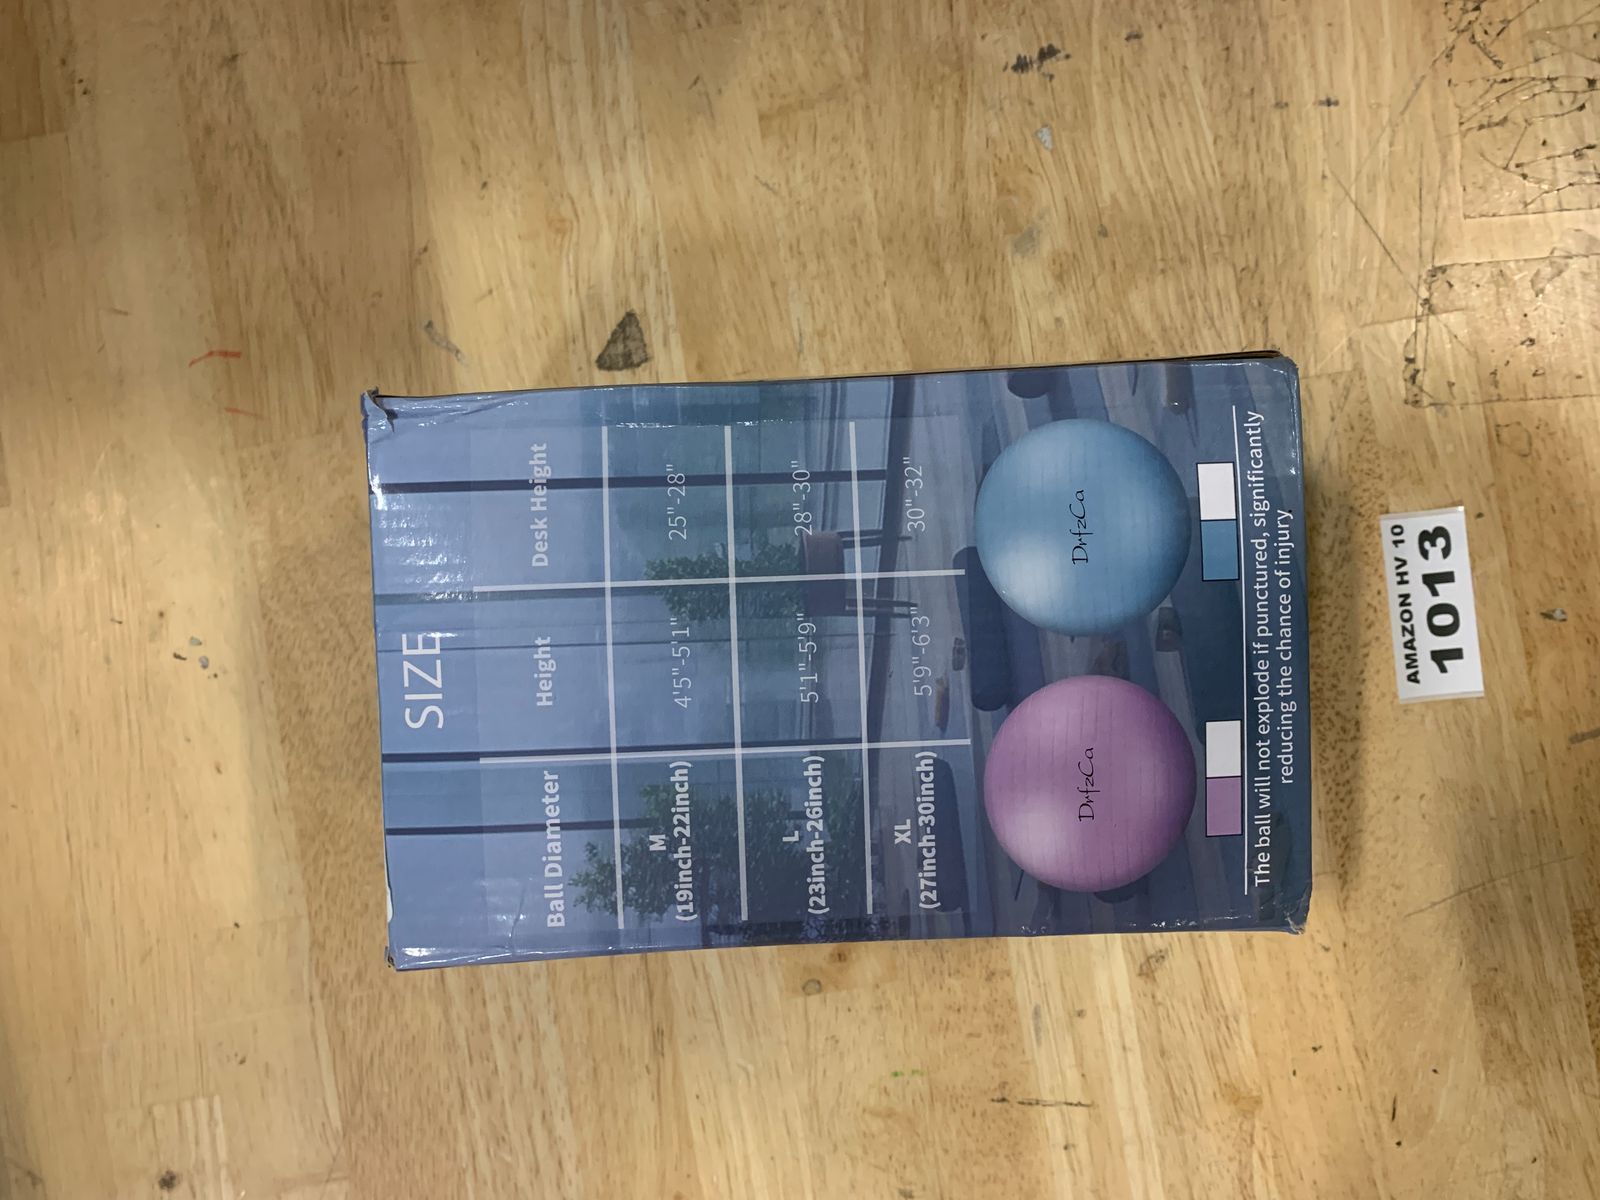 SIZE
Ball Diameter Height Desk Height
M
(19inch-22inch) 4'5"-5'1" 25"-28"
L
(23inch-26inch) 5'1"-5'9" 28"-30"
XL
(27inch-30inch) 5'9"-6'3" 30"-32"
DrfzCa DrfzCa
The ball will not explode if punctured, significantly
reducing the chance of injury
AMAZON HV 10
1013